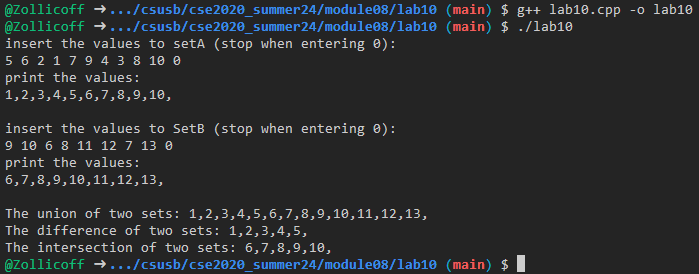 @Zollicoff ➜.../csusb/cse2020_summer24/module08/lab10 (main) $ g++ lab10.cpp -o lab10
@Zollicoff ➜.../csusb/cse2020_summer24/module08/lab10 (main) $ ./lab10
insert the values to setA (stop when entering 0):
5 6 2 1 7 9 4 3 8 10 0
print the values:
1,2,3,4,5,6,7,8,9,10,
insert the values to SetB (stop when entering 0):
9 10 6 8 11 12 7 13 0
print the values:
6,7,8,9,10,11,12,13,
The union of two sets: 1,2,3,4,5,6,7,8,9,10,11,12,13,
The difference of two sets: 1,2,3,4,5,
The intersection of two sets: 6,7,8,9,10,
@Zollicoff ➜.../csusb/cse2020_summer24/module08/lab10 (main) $